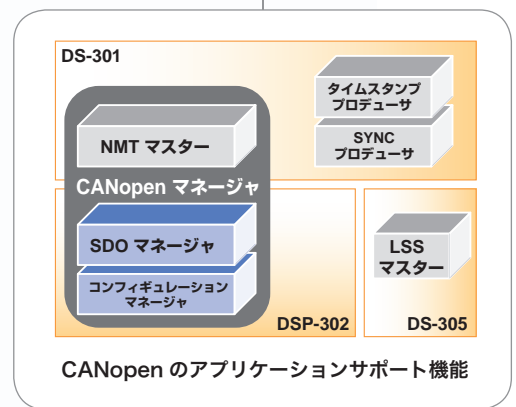 DS-301
タイムスタンプ
プロデューサ
SYNC
プロデューサ
NMT マスター
CANopen マネージャ
SDO マネージャ
コンフィギュレーション
マネージャ
DSP-302
LSS
マスター
DS-305
CANopen のアプリケーションサポート機能